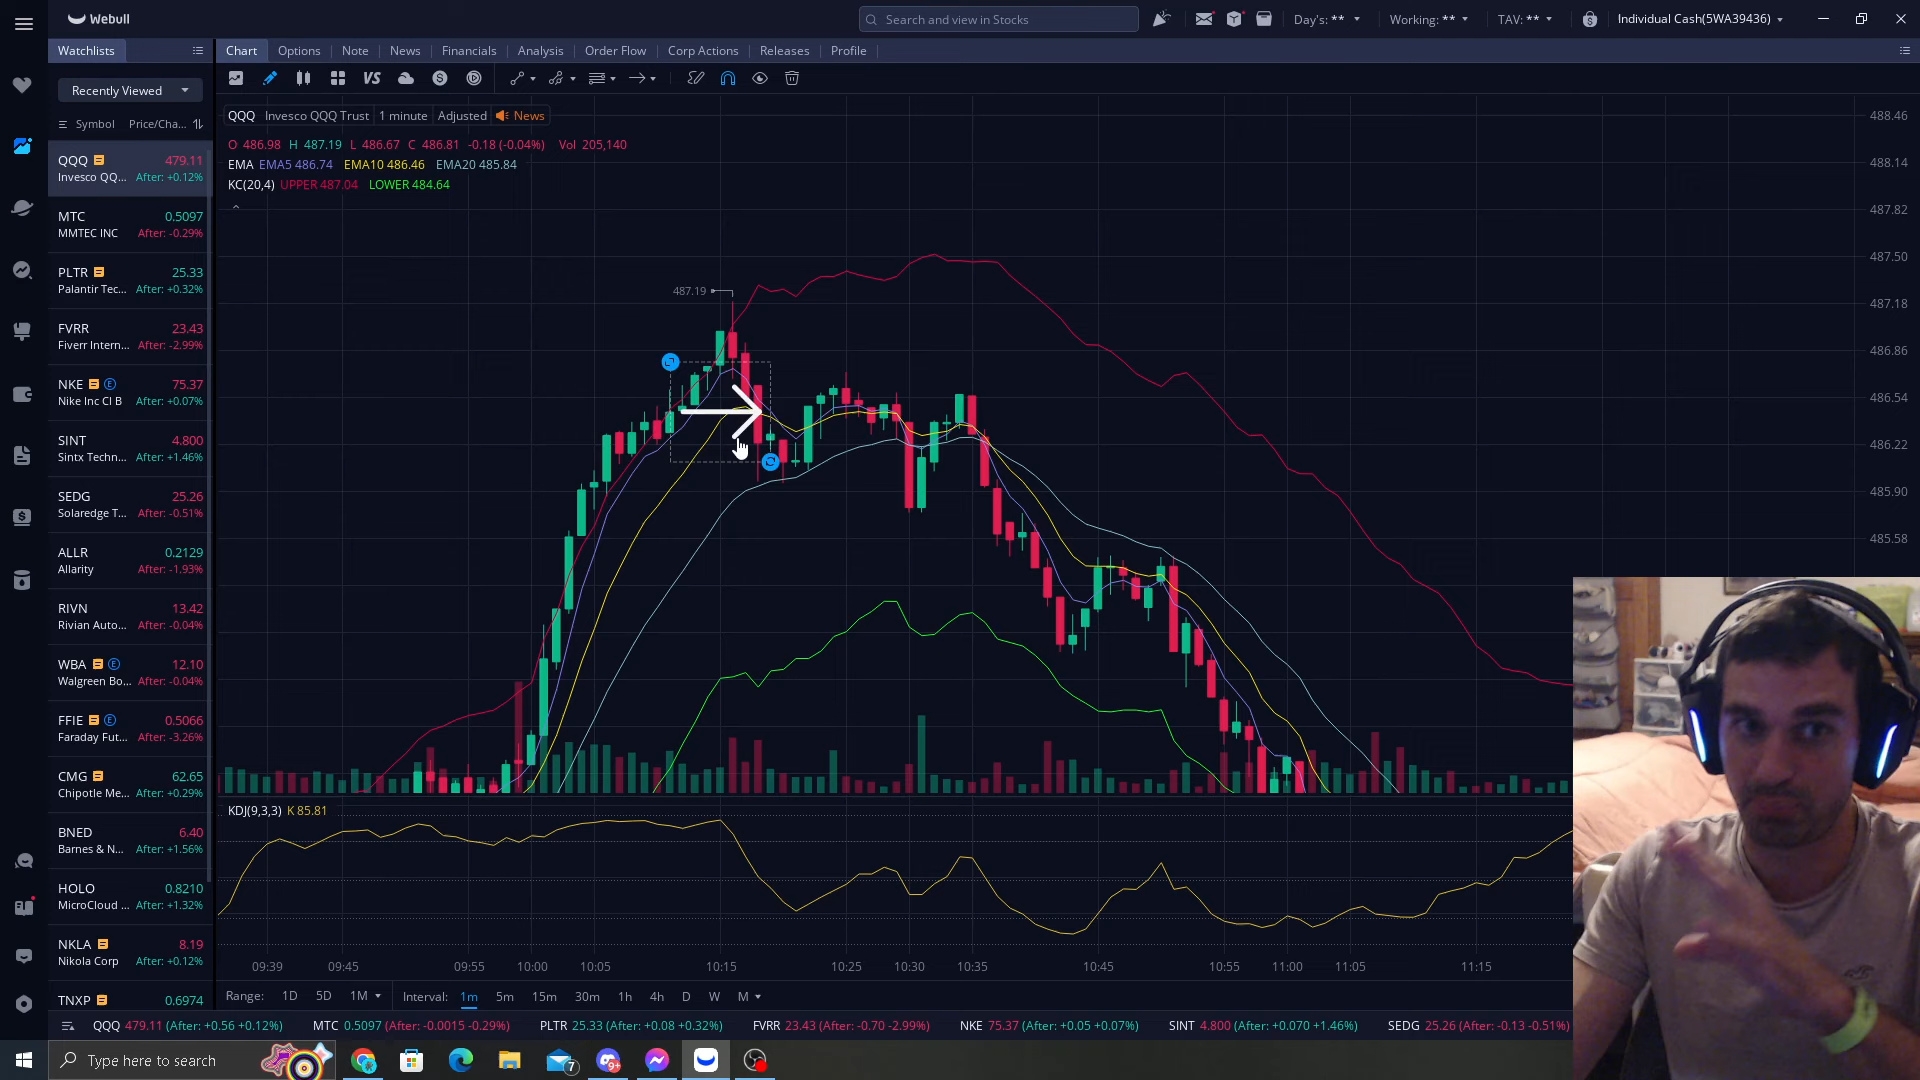 Webull
Search and view in Stocks
Day's: **
Working: **
TAV: **
Individual Cash(5WA39436)
Watchlists
Chart Options Note News Financials Analysis Order Flow Corp Actions Releases Profile
Recently Viewed
VS
Symbol Price/Cha...
QQQ Invesco QQQ Trust 1 minute Adjusted News
O 486.98 H 487.19 L 486.67 C 486.81 -0.18 (-0.04%) Vol 205,140
EMA EMA5 486.74 EMA10 486.46 EMA20 485.84
KC(20,4) UPPER 487.04 LOWER 484.64
QQQ 479.11
Invesco QQ... After: +0.12%
MTC 0.5097
MMTEC INC After: -0.29%
PLTR 25.33
Palantir Tec... After: +0.32%
FVRR 23.43
Fiverr Intern... After: -2.99%
NKE E 75.37
Nike Inc Cl B After: +0.07%
SINT 4.800
Sintx Techn... After: +1.46%
SEDG 25.26
Solaredge T... After: -0.51%
ALLR 0.2129
Allarity After: -1.93%
RIVN 13.42
Rivian Auto... After: -0.04%
WBA E 12.10
Walgreen Bo... After: -0.04%
FFIE E 0.5066
Faraday Fut... After: -3.26%
CMG 62.65
Chipotle Me... After: +0.29%
BNED 6.40
Barnes & N... After: +1.56%
HOLO 0.8210
MicroCloud ... After: +1.32%
NKLA 8.19
Nikola Corp After: +0.12%
TNXP 0.6974
488.46
488.14
487.82
487.50
487.18
486.86
486.54
486.22
485.90
485.58
487.19
KDJ(9,3,3) K 85.81
09:39 09:45 09:55 10:00 10:05 10:15 10:25 10:30 10:35 10:45 10:55 11:00 11:05 11:15
Range: 1D 5D 1M Interval: 1m 5m 15m 30m 1h 4h D W M
QQQ 479.11 (After: +0.56 +0.12%) MTC 0.5097 (After: -0.0015 -0.29%) PLTR 25.33 (After: +0.08 +0.32%) FVRR 23.43 (After: -0.70 -2.99%) NKE 75.37 (After: +0.05 +0.07%) SINT 4.800 (After: +0.070 +1.46%) SEDG 25.26 (After: -0.13 -0.51%)
Type here to search
7
9+